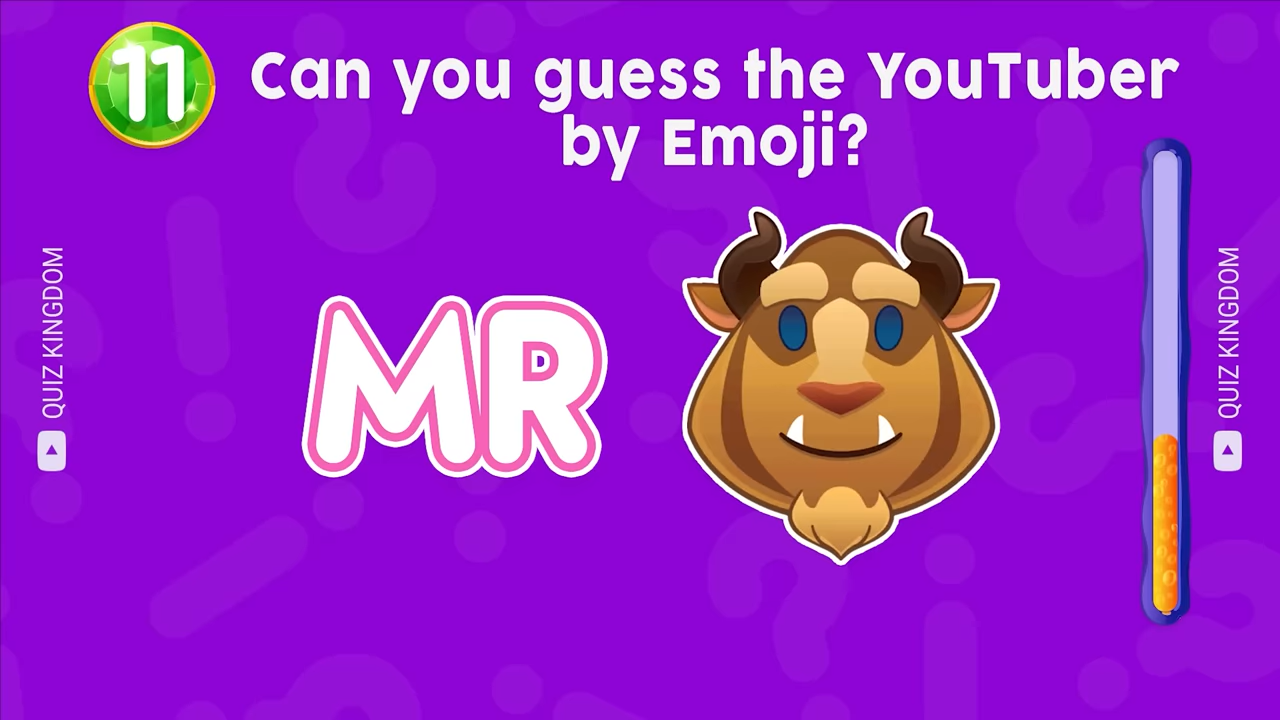 11
Can you guess the YouTuber
by Emoji?
MR
QUIZ KINGDOM
QUIZ KINGDOM